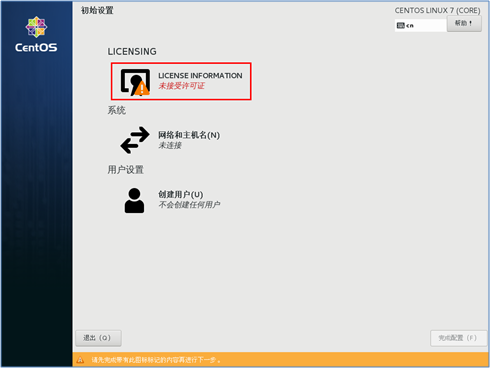 初始设置
CENTOS LINUX 7 (CORE)
cn
帮助！
CentOS
LICENSING
LICENSE INFORMATION
未接受许可证
系统
网络和主机名(N)
未连接
用户设置
创建用户(U)
不会创建任何用户
退出（Q）
完成配置（F）
请先完成带有此图标标记的内容再进行下一步。